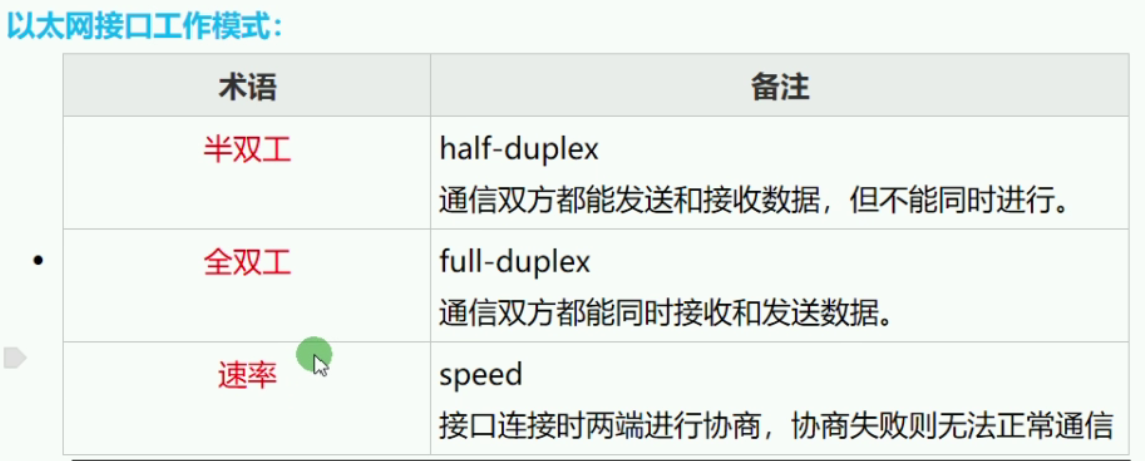 以太网接口工作模式：
术语 备注
半双工 half-duplex
通信双方都能发送和接收数据，但不能同时进行。
全双工 full-duplex
通信双方都能同时接收和发送数据。
速率 speed
接口连接时两端进行协商，协商失败则无法正常通信